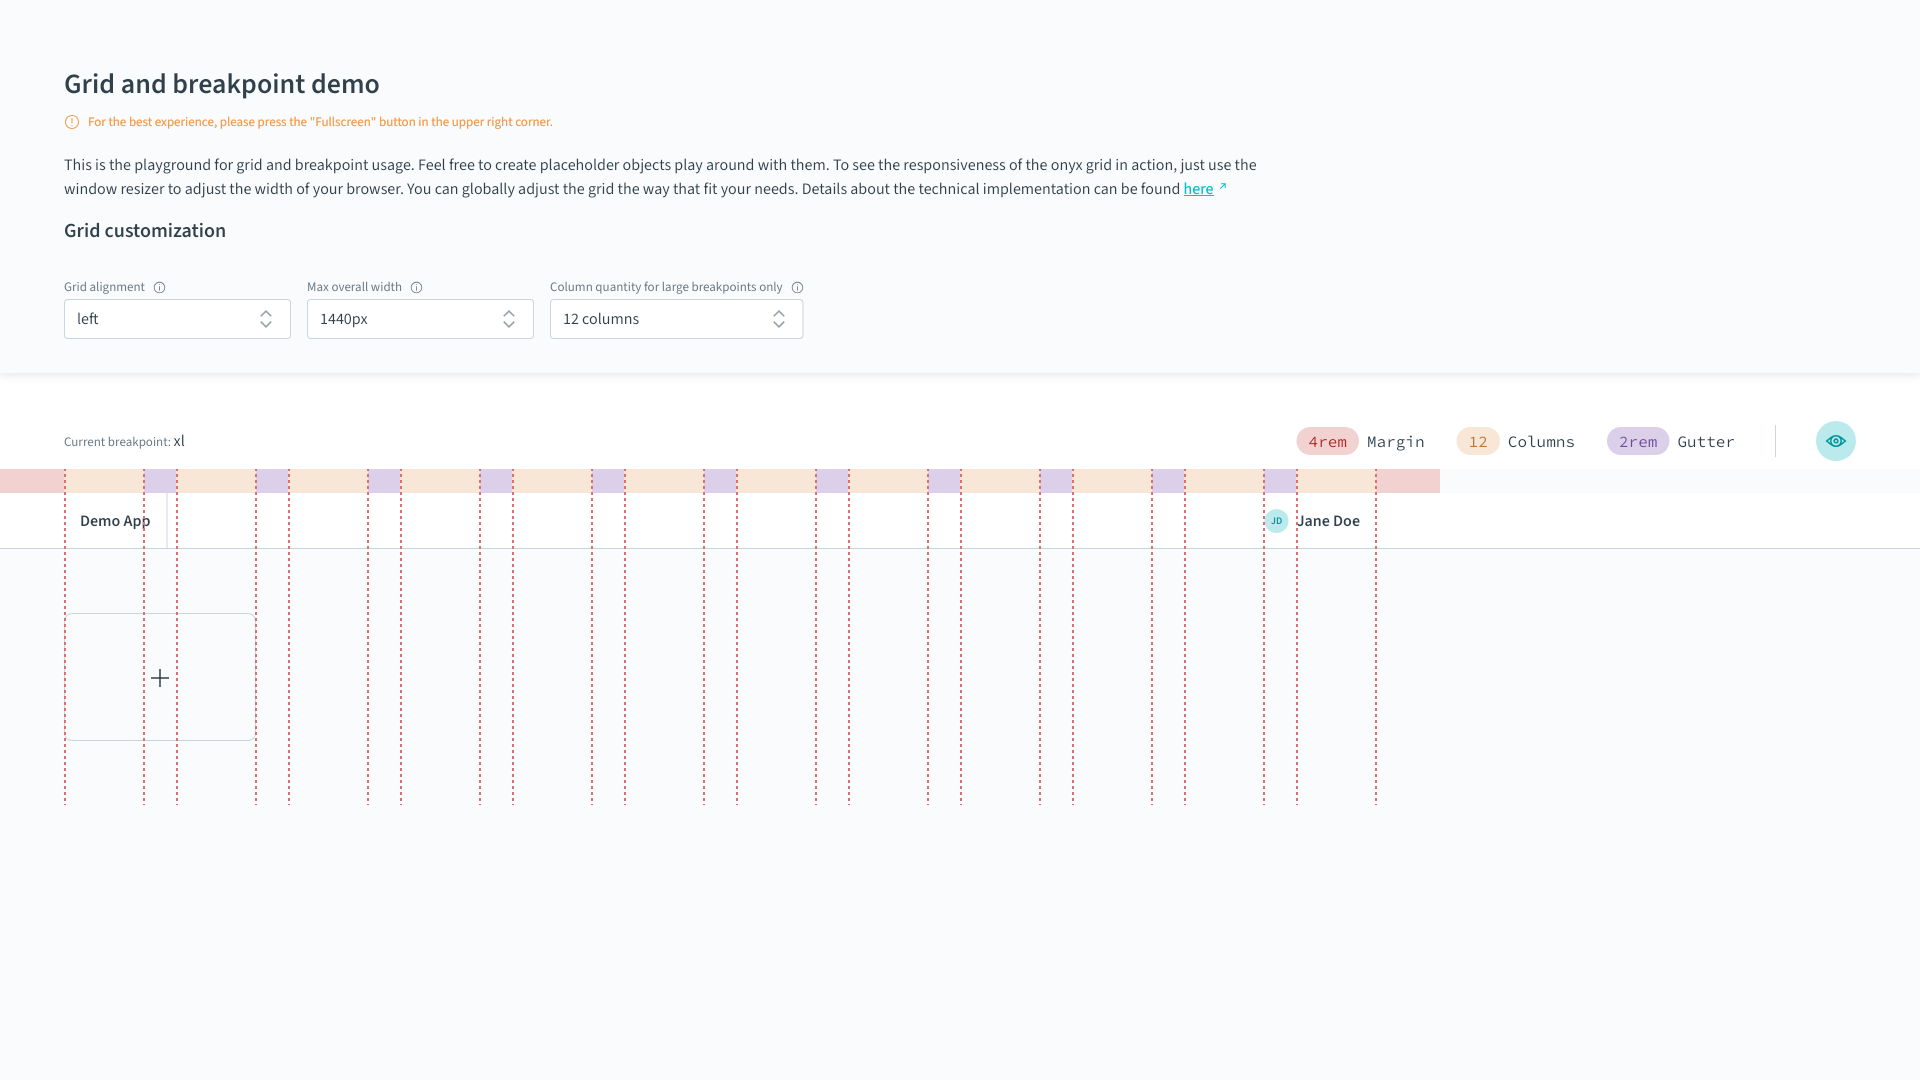 Grid and breakpoint demo
For the best experience, please press the "Fullscreen" button in the upper right corner.
This is the playground for grid and breakpoint usage. Feel free to create placeholder objects play around with them. To see the responsiveness of the onyx grid in action, just use the
window resizer to adjust the width of your browser. You can globally adjust the grid the way that fit your needs. Details about the technical implementation can be found here
Grid customization
Grid alignment Max overall width Column quantity for large breakpoints only
left 1440px 12 columns
Current breakpoint: xl 4rem Margin 12 Columns 2rem Gutter
Demo App JD Jane Doe